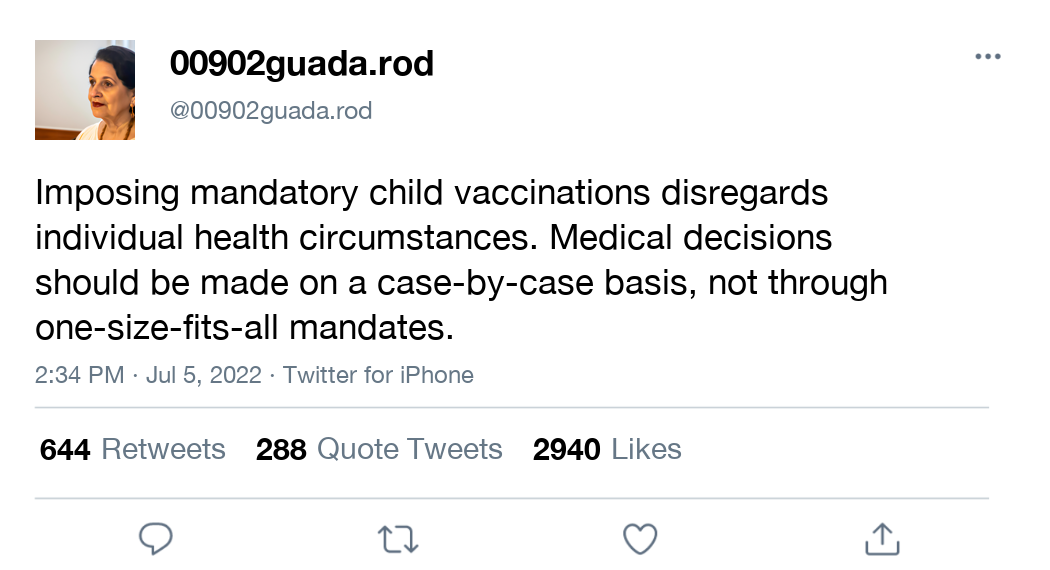 00902guada.rod
@00902guada.rod
Imposing mandatory child vaccinations disregards
individual health circumstances. Medical decisions
should be made on a case-by-case basis, not through
one-size-fits-all mandates.
2:34 PM · Jul 5, 2022 · Twitter for iPhone
644 Retweets 288 Quote Tweets 2940 Likes